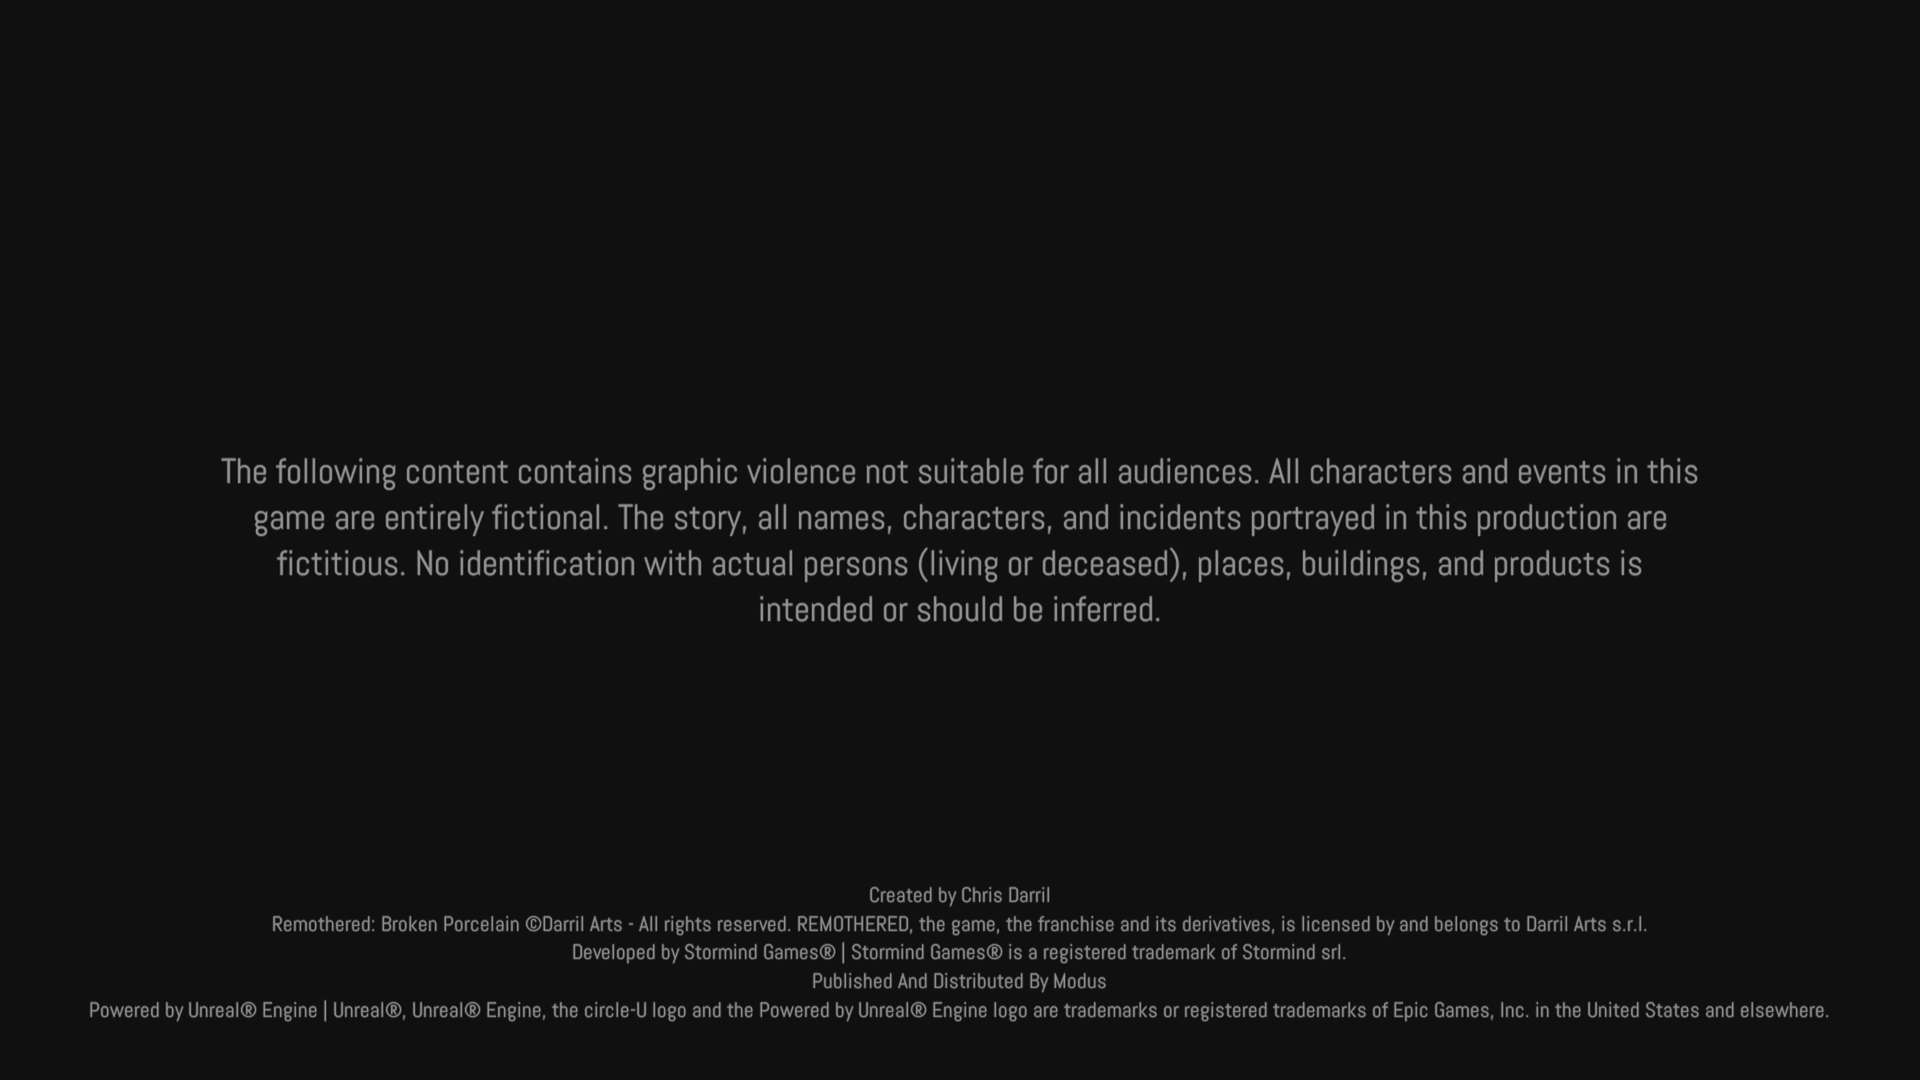 The following content contains graphic violence not suitable for all audiences. All characters and events in this
game are entirely fictional. The story, all names, characters, and incidents portrayed in this production are
fictitious. No identification with actual persons (living or deceased), places, buildings, and products is
intended or should be inferred.
Created by Chris Darril
Remothered: Broken Porcelain ©Darril Arts - All rights reserved. REMOTHERED, the game, the franchise and its derivatives, is licensed by and belongs to Darril Arts s.r.l.
Developed by Stormind Games® | Stormind Games® is a registered trademark of Stormind srl.
Published And Distributed By Modus
Powered by Unreal® Engine | Unreal®, Unreal® Engine, the circle-U logo and the Powered by Unreal® Engine logo are trademarks or registered trademarks of Epic Games, Inc. in the United States and elsewhere.